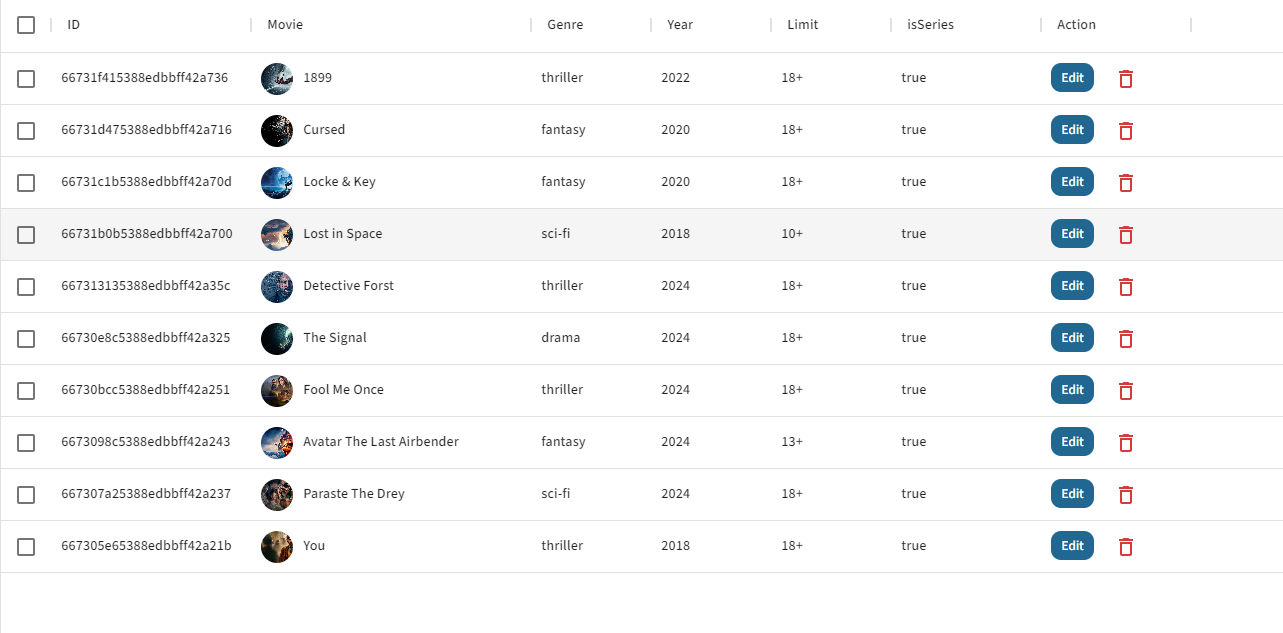 ID Movie Genre Year Limit isSeries Action
66731f415388edbbff42a736 1899 thriller 2022 18+ true Edit
66731d475388edbbff42a716 Cursed fantasy 2020 18+ true Edit
66731c1b5388edbbff42a70d Locke & Key fantasy 2020 18+ true Edit
66731b0b5388edbbff42a700 Lost in Space sci-fi 2018 10+ true Edit
667313135388edbbff42a35c Detective Forst thriller 2024 18+ true Edit
66730e8c5388edbbff42a325 The Signal drama 2024 18+ true Edit
66730bcc5388edbbff42a251 Fool Me Once thriller 2024 18+ true Edit
6673098c5388edbbff42a243 Avatar The Last Airbender fantasy 2024 13+ true Edit
667307a25388edbbff42a237 Paraste The Drey sci-fi 2024 18+ true Edit
667305e65388edbbff42a21b You thriller 2018 18+ true Edit